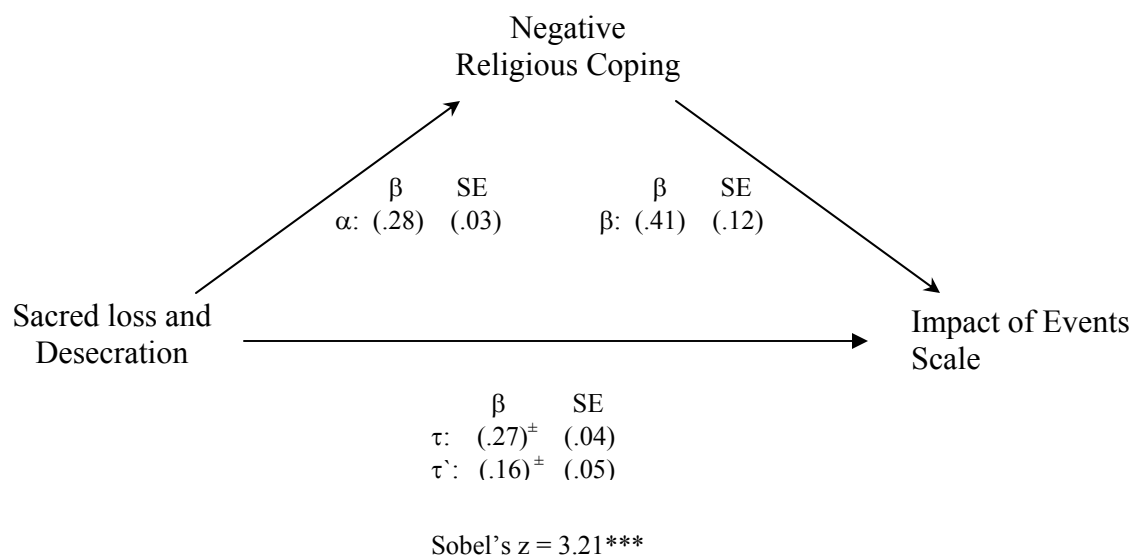 Negative
Religious Coping
β SE β SE
α: (.28) (.03) β: (.41) (.12)
Sacred loss and
Desecration
Impact of Events
Scale
β SE
τ: (.27)± (.04)
τ`: (.16)± (.05)
Sobel’s z = 3.21***